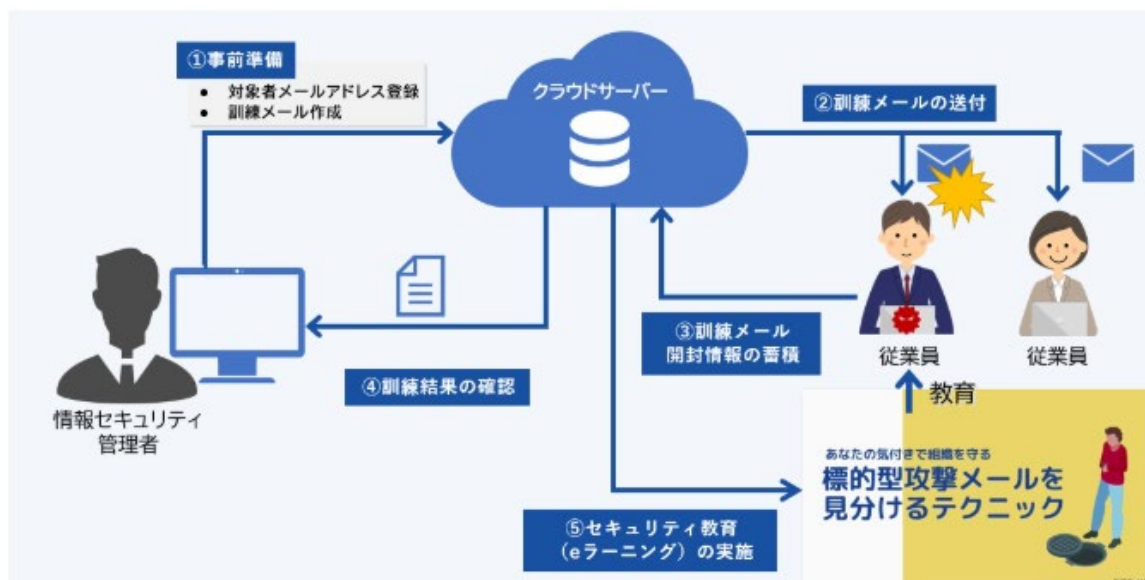 ①事前準備
• 対象者メールアドレス登録
• 訓練メール作成
クラウドサーバー
②訓練メールの送付
③訓練メール
開封情報の蓄積
従業員
従業員
④訓練結果の確認
情報セキュリティ
管理者
教育
あなたの気付きで組織を守る
標的型攻撃メールを
見分けるテクニック
⑤セキュリティ教育
（eラーニング）の実施